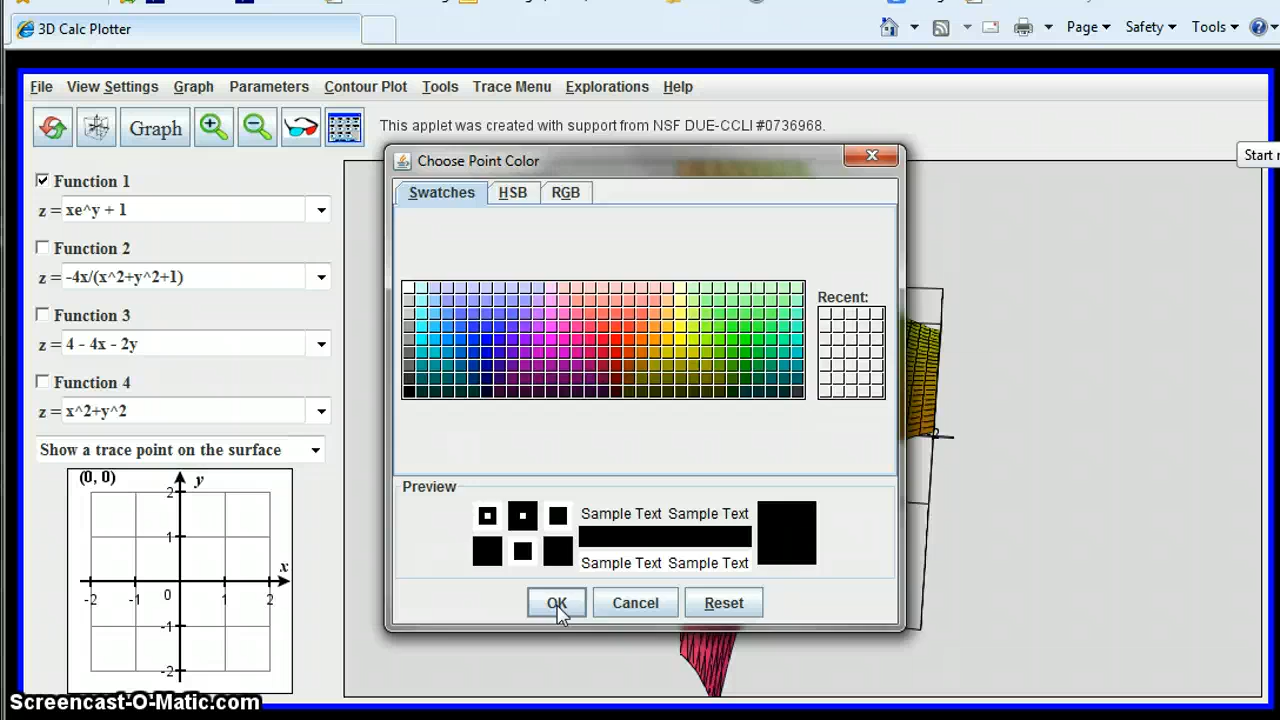 3D Calc Plotter
Page Safety Tools
File View Settings Graph Parameters Contour Plot Tools Trace Menu Explorations Help
Graph
This applet was created with support from NSF DUE-CCLI #0736968.
Start
Choose Point Color
Swatches HSB RGB
Function 1
z = xe^y + 1
Function 2
z = -4x/(x^2+y^2+1)
Function 3
z = 4 - 4x - 2y
Function 4
z = x^2+y^2
Show a trace point on the surface
(0, 0)
y
2
1
x
-2 -1 0 1 2
-1
-2
Recent:
Preview
Sample Text Sample Text
Sample Text Sample Text
OK Cancel Reset
Screencast-O-Matic.com